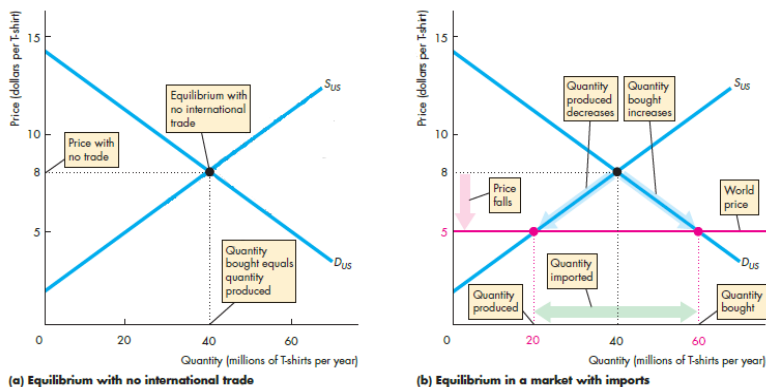 Price (dollars per T-shirt)
15
10
8
5
0
20
40
60
Price with
no trade
Equilibrium with
no international
trade
S_US
D_US
Quantity
bought equals
quantity
produced
Quantity (millions of T-shirts per year)
(a) Equilibrium with no international trade
Price (dollars per T-shirt)
15
10
8
5
0
20
40
60
Quantity
produced
decreases
Quantity
bought
increases
S_US
Price
falls
World
price
D_US
Quantity
imported
Quantity
produced
Quantity
bought
Quantity (millions of T-shirts per year)
(b) Equilibrium in a market with imports